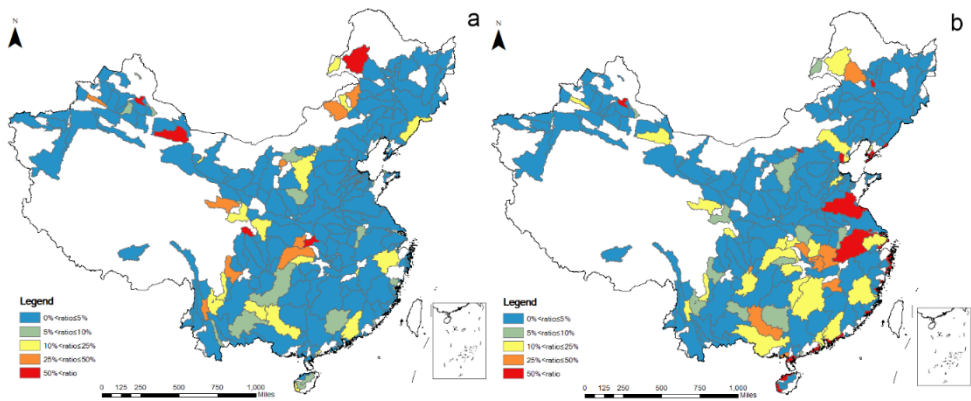 N
a
Legend
0%<ratio≤5%
5%<ratio≤10%
10%<ratio≤25%
25%<ratio≤50%
50%<ratio
0 125 250 500 750 1,000
Miles
N
b
Legend
0%<ratio≤5%
5%<ratio≤10%
10%<ratio≤25%
25%<ratio≤50%
50%<ratio
0 125 250 500 750 1,000
Miles